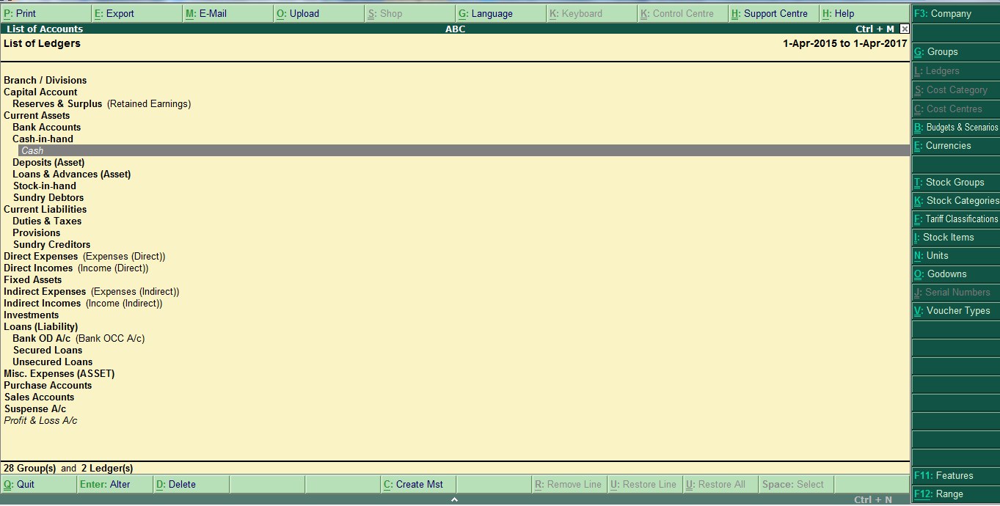 P: Print E: Export M: E-Mail O: Upload S: Shop G: Language K: Keyboard K: Control Centre H: Support Centre H: Help
List of Accounts ABC Ctrl + M
List of Ledgers 1-Apr-2015 to 1-Apr-2017
Branch / Divisions
Capital Account
Reserves & Surplus (Retained Earnings)
Current Assets
Bank Accounts
Cash-in-hand
Cash
Deposits (Asset)
Loans & Advances (Asset)
Stock-in-hand
Sundry Debtors
Current Liabilities
Duties & Taxes
Provisions
Sundry Creditors
Direct Expenses (Expenses (Direct))
Direct Incomes (Income (Direct))
Fixed Assets
Indirect Expenses (Expenses (Indirect))
Indirect Incomes (Income (Indirect))
Investments
Loans (Liability)
Bank OD A/c (Bank OCC A/c)
Secured Loans
Unsecured Loans
Misc. Expenses (ASSET)
Purchase Accounts
Sales Accounts
Suspense A/c
Profit & Loss A/c
28 Group(s) and 2 Ledger(s)
Q: Quit Enter: Alter D: Delete C: Create Mst R: Remove Line U: Restore Line U: Restore All Space: Select
Ctrl + N
F3: Company
G: Groups
L: Ledgers
S: Cost Category
C: Cost Centres
B: Budgets & Scenarios
E: Currencies
T: Stock Groups
K: Stock Categories
F: Tariff Classifications
I: Stock Items
N: Units
O: Godowns
J: Serial Numbers
V: Voucher Types
F11: Features
F12: Range